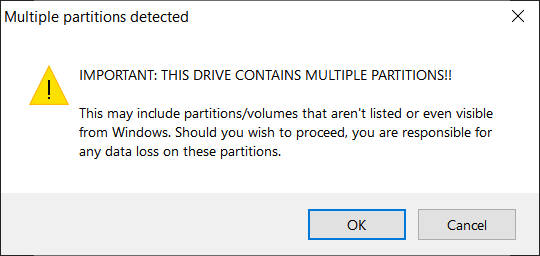 Multiple partitions detected
IMPORTANT: THIS DRIVE CONTAINS MULTIPLE PARTITIONS!!
This may include partitions/volumes that aren't listed or even visible
from Windows. Should you wish to proceed, you are responsible for
any data loss on these partitions.
OK
Cancel